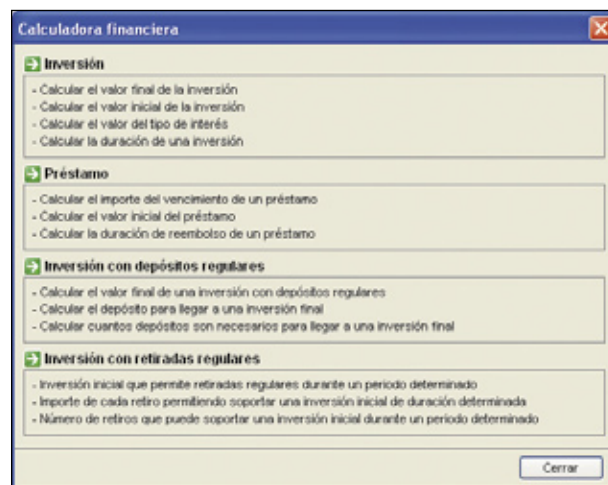 Calculadora financiera
Inversión
- Calcular el valor final de la inversión
- Calcular el valor inicial de la inversión
- Calcular el valor del tipo de interés
- Calcular la duración de una inversión
Préstamo
- Calcular el importe del vencimiento de un préstamo
- Calcular el valor inicial del préstamo
- Calcular la duración de reembolso de un préstamo
Inversión con depósitos regulares
- Calcular el valor final de una inversión con depósitos regulares
- Calcular el depósito para llegar a una inversión final
- Calcular cuantos depósitos son necesarios para llegar a una inversión final
Inversión con retiradas regulares
- Inversión inicial que permite retiradas regulares durante un periodo determinado
- Importe de cada retiro permitiendo soportar una inversión inicial de duración determinada
- Número de retiros que puede soportar una inversión inicial durante un periodo determinado
Cerrar